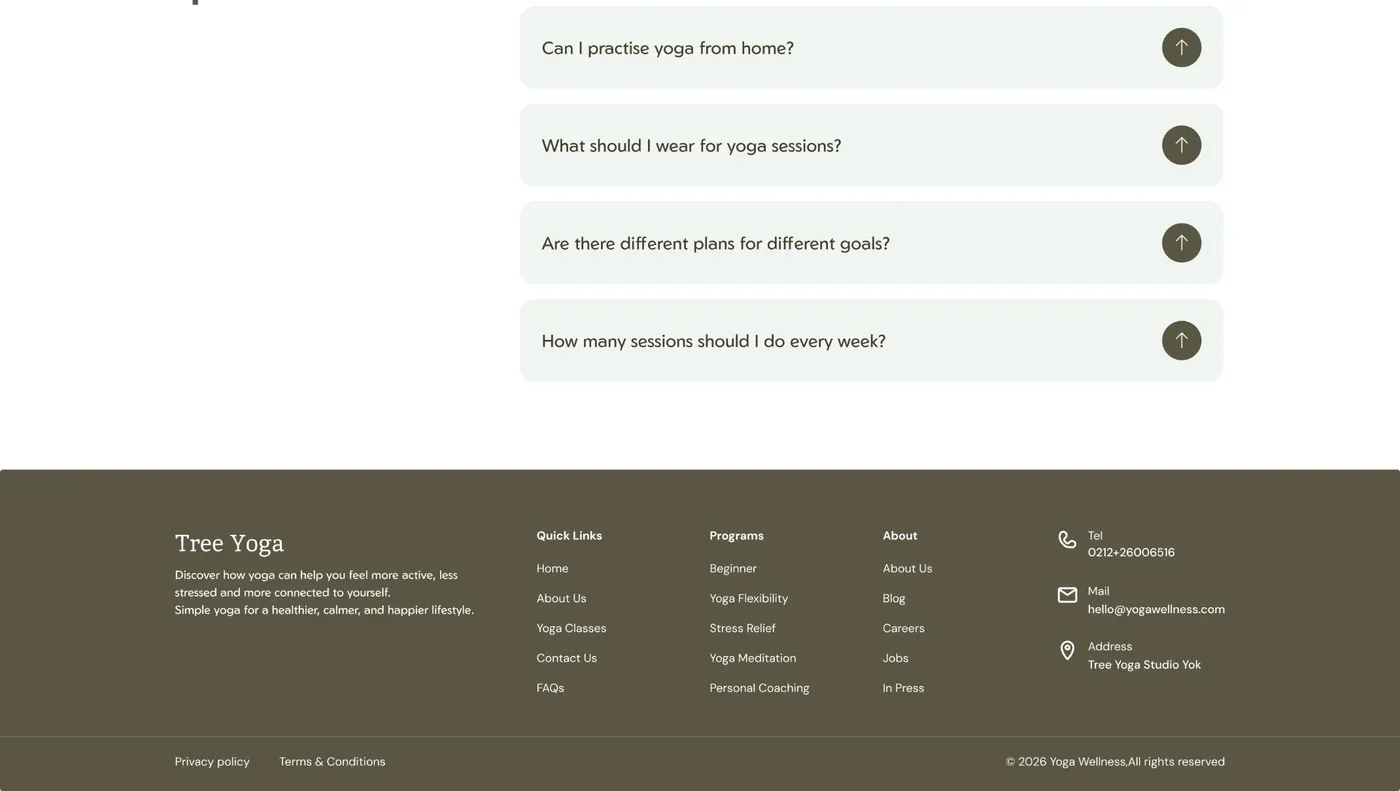 Can I practise yoga from home?
What should I wear for yoga sessions?
Are there different plans for different goals?
How many sessions should I do every week?
Tree Yoga
Discover how yoga can help you feel more active, less
stressed and more connected to yourself.
Simple yoga for a healthier, calmer, and happier lifestyle.
Quick Links
Home
About Us
Yoga Classes
Contact Us
FAQs
Programs
Beginner
Yoga Flexibility
Stress Relief
Yoga Meditation
Personal Coaching
About
About Us
Blog
Careers
Jobs
In Press
Tel
0212+26006516
Mail
hello@yogawellness.com
Address
Tree Yoga Studio Yok
Privacy policy
Terms & Conditions
© 2026 Yoga Wellness,All rights reserved